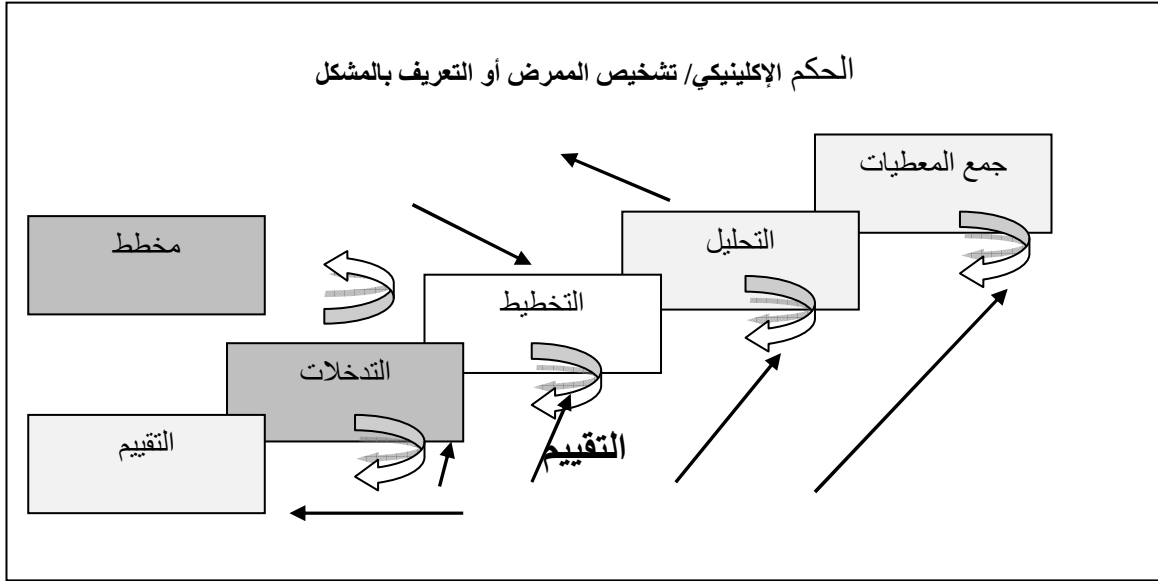 الحكم الإكلينيكي/ تشخيص الممرض أو التعريف بالمشكل
جمع المعطيات
التحليل
مخطط
التخطيط
التدخلات
التقييم
التقييم